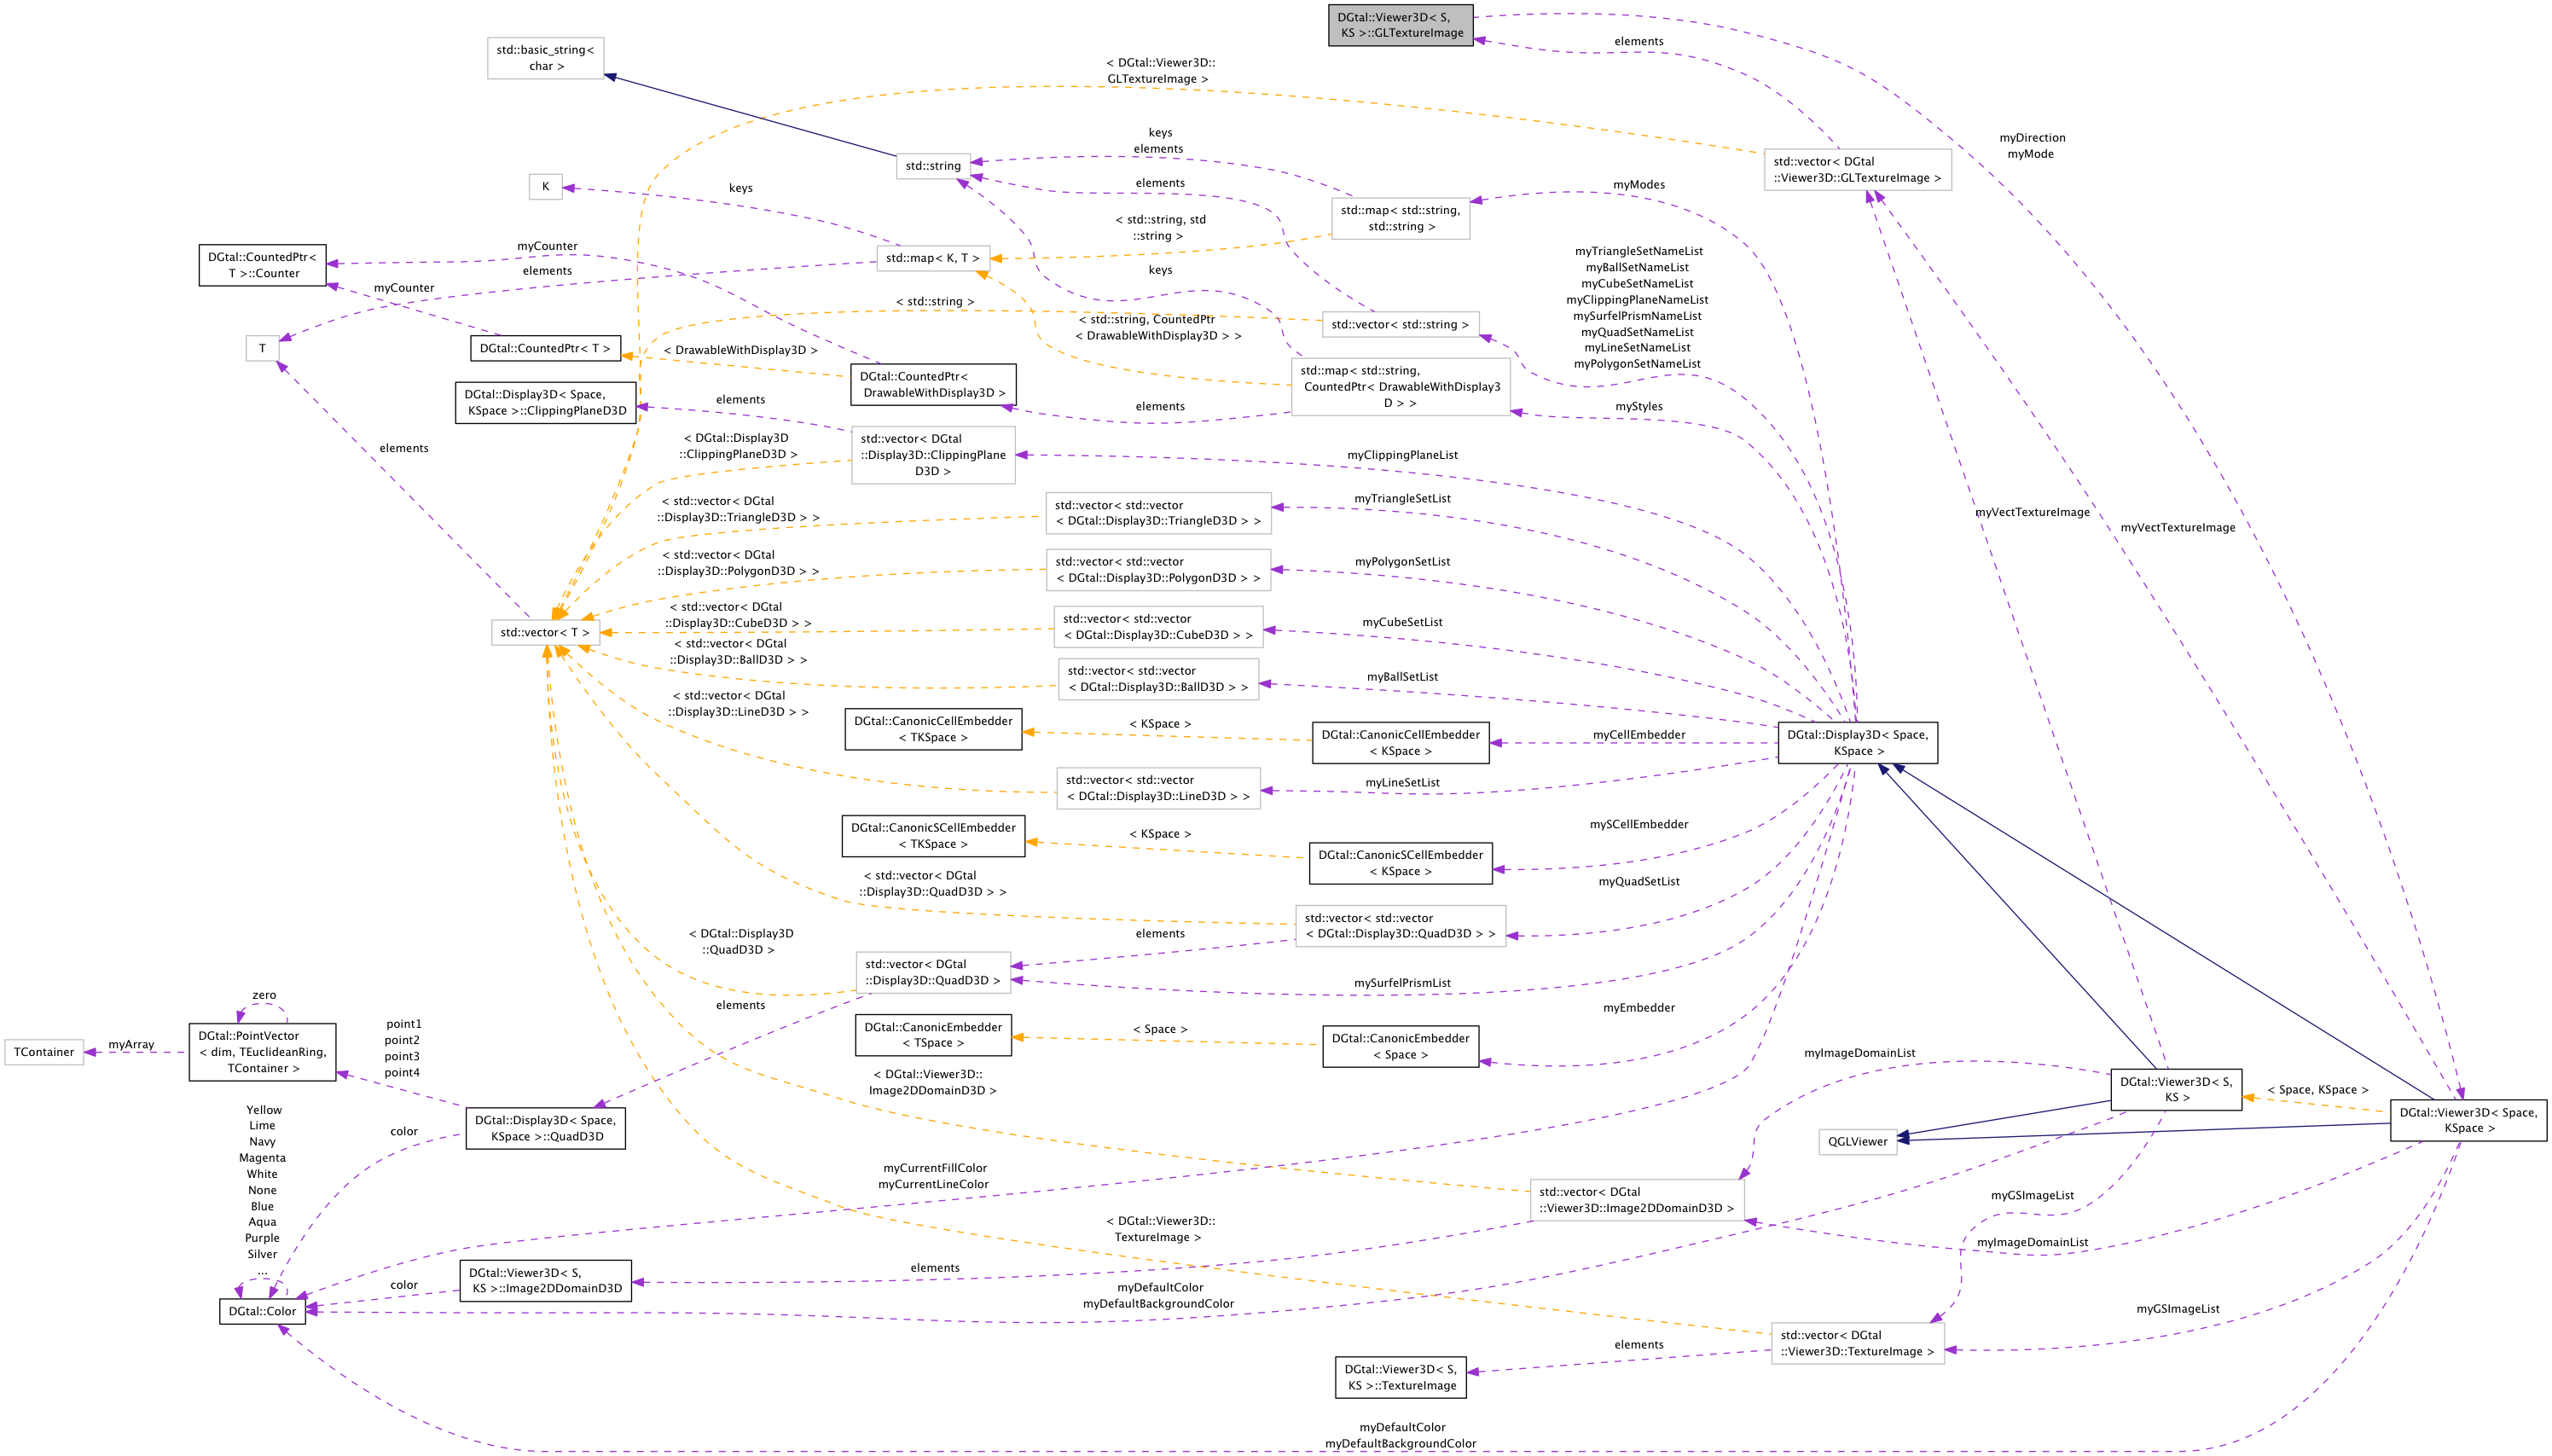 DGtal::Viewer3D< S,
KS >::GLTextureImage
std::basic_string<
char >
elements
< DGtal::Viewer3D::
GLTextureImage >
myDirection
myMode
keys
elements
std::string
std::vector< DGtal
::Viewer3D::GLTextureImage >
K
keys
elements
myModes
std::map< std::string,
std::string >
< std::string, std
::string >
DGtal::CountedPtr<
T >::Counter
myCounter
elements
std::map< K, T >
keys
myTriangleSetNameList
myBallSetNameList
myCubeSetNameList
myClippingPlaneNameList
mySurfelPrismNameList
myQuadSetNameList
myLineSetNameList
myPolygonSetNameList
myCounter
< std::string >
< std::string, CountedPtr
< DrawableWithDisplay3D > >
std::vector< std::string >
T
DGtal::CountedPtr< T >
< DrawableWithDisplay3D >
DGtal::CountedPtr<
DrawableWithDisplay3D >
std::map< std::string,
CountedPtr< DrawableWithDisplay3
D > >
DGtal::Display3D< Space,
KSpace >::ClippingPlaneD3D
elements
elements
myStyles
elements
< DGtal::Display3D
::ClippingPlaneD3D >
std::vector< DGtal
::Display3D::ClippingPlane
D3D >
myClippingPlaneList
< std::vector< DGtal
::Display3D::TriangleD3D > >
std::vector< std::vector
< DGtal::Display3D::TriangleD3D > >
myTriangleSetList
myVectTextureImage
myVectTextureImage
< std::vector< DGtal
::Display3D::PolygonD3D > >
std::vector< std::vector
< DGtal::Display3D::PolygonD3D > >
myPolygonSetList
std::vector< T >
< std::vector< DGtal
::Display3D::CubeD3D > >
std::vector< std::vector
< DGtal::Display3D::CubeD3D > >
myCubeSetList
< std::vector< DGtal
::Display3D::BallD3D > >
std::vector< std::vector
< DGtal::Display3D::BallD3D > >
myBallSetList
< std::vector< DGtal
::Display3D::LineD3D > >
DGtal::CanonicCellEmbedder
< TKSpace >
< KSpace >
DGtal::CanonicCellEmbedder
< KSpace >
myCellEmbedder
DGtal::Display3D< Space,
KSpace >
std::vector< std::vector
< DGtal::Display3D::LineD3D > >
myLineSetList
DGtal::CanonicSCellEmbedder
< TKSpace >
< KSpace >
DGtal::CanonicSCellEmbedder
< KSpace >
mySCellEmbedder
< std::vector< DGtal
::Display3D::QuadD3D > >
myQuadSetList
std::vector< std::vector
< DGtal::Display3D::QuadD3D > >
< DGtal::Display3D
::QuadD3D >
elements
std::vector< DGtal
::Display3D::QuadD3D >
mySurfelPrismList
zero
elements
TContainer
myArray
DGtal::PointVector
< dim, TEuclideanRing,
TContainer >
point1
point2
point3
point4
DGtal::CanonicEmbedder
< TSpace >
< Space >
DGtal::CanonicEmbedder
< Space >
myEmbedder
< DGtal::Viewer3D::
Image2DDomainD3D >
myImageDomainList
DGtal::Viewer3D< S,
KS >
< Space, KSpace >
DGtal::Viewer3D< Space,
KSpace >
QGLViewer
DGtal::Display3D< Space,
KSpace >::QuadD3D
color
Yellow
Lime
Navy
Magenta
White
None
Blue
Aqua
Purple
Silver
...
myCurrentFillColor
myCurrentLineColor
std::vector< DGtal
::Viewer3D::Image2DDomainD3D >
myGSImageList
myImageDomainList
< DGtal::Viewer3D::
TextureImage >
elements
DGtal::Viewer3D< S,
KS >::Image2DDomainD3D
color
DGtal::Color
myDefaultColor
myDefaultBackgroundColor
myGSImageList
std::vector< DGtal
::Viewer3D::TextureImage >
elements
DGtal::Viewer3D< S,
KS >::TextureImage
myDefaultColor
myDefaultBackgroundColor